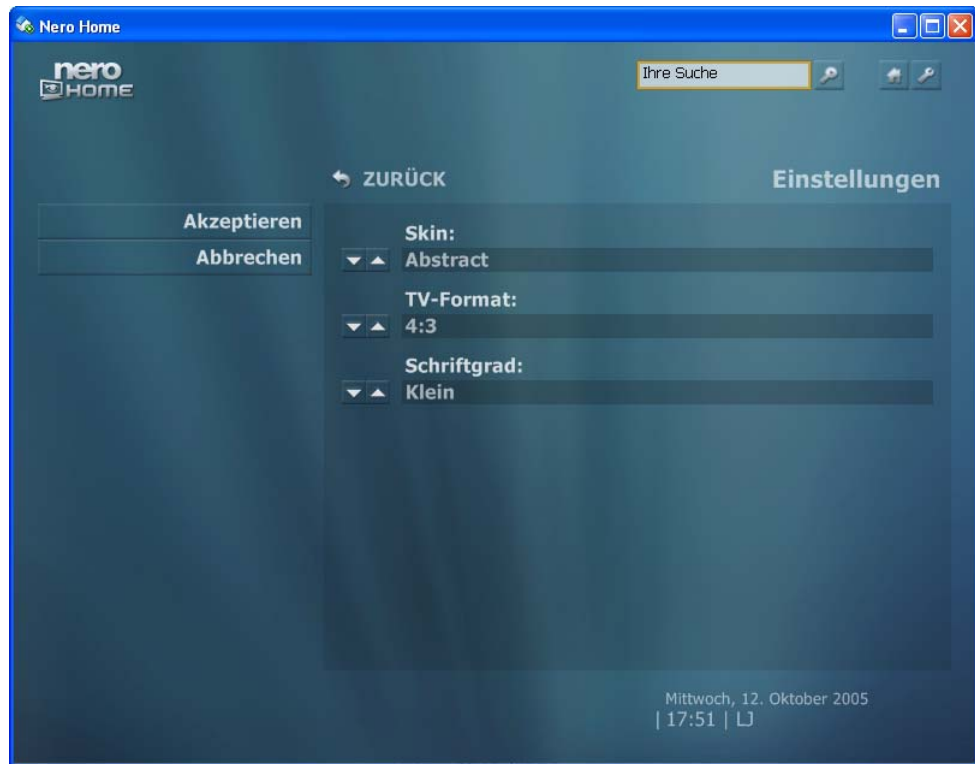 Nero Home
nero
HOME
Ihre Suche
ZURÜCK
Einstellungen
Akzeptieren
Abbrechen
Skin:
Abstract
TV-Format:
4:3
Schriftgrad:
Klein
Mittwoch, 12. Oktober 2005
| 17:51 |